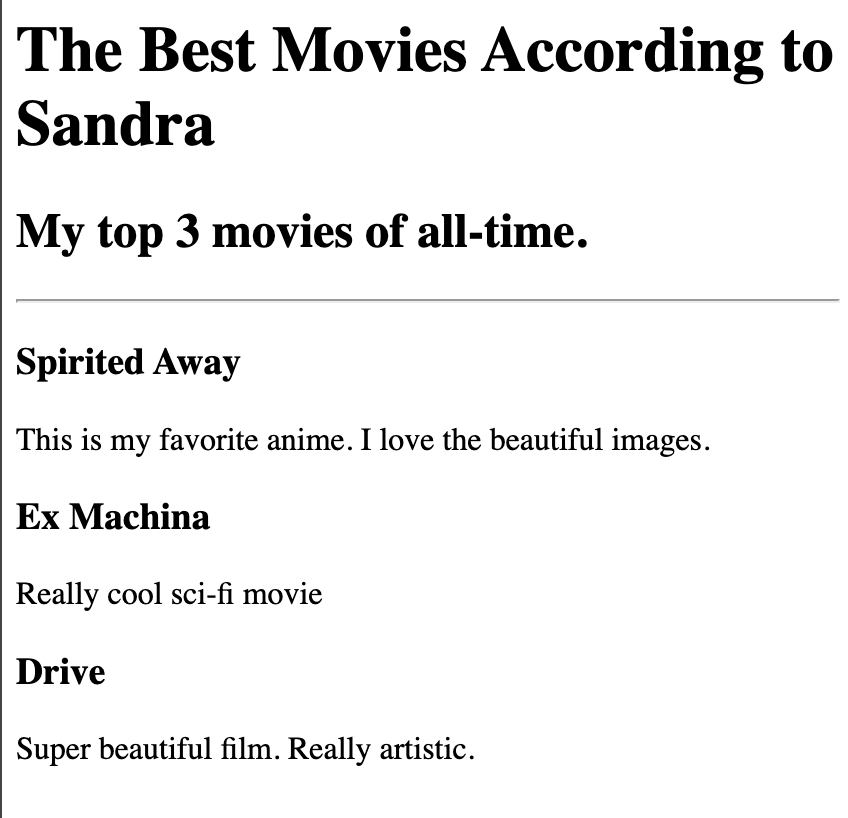 The Best Movies According to
Sandra
My top 3 movies of all-time.
Spirited Away
This is my favorite anime. I love the beautiful images.
Ex Machina
Really cool sci-fi movie
Drive
Super beautiful film. Really artistic.